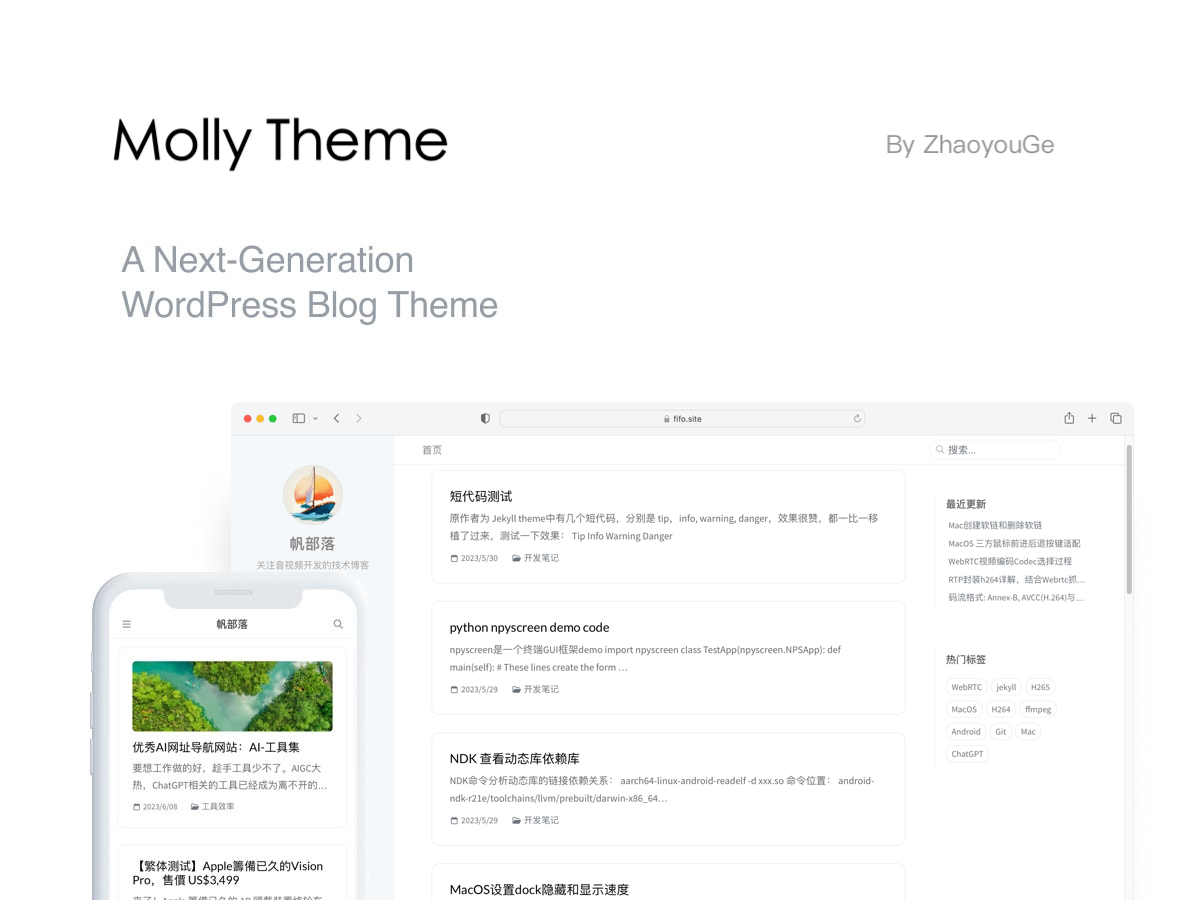 Molly Theme
By ZhaoyouGe
A Next-Generation
WordPress Blog Theme
fifo.site
首页
搜索...
帆部落
关注音视频开发的技术博客
短代码测试
原作者为 Jekyll theme中有几个短代码，分别是 tip，info, warning, danger，效果很赞，都一比一移
植了过来，测试一下效果： Tip Info Warning Danger
2023/5/30 开发笔记
python npyscreen demo code
npyscreen是一个终端GUI框架demo import npyscreen class TestApp(npyscreen.NPSApp): def
main(self): # These lines create the form …
2023/5/29 开发笔记
NDK 查看动态库依赖库
NDK命令分析动态库的链接依赖关系： aarch64-linux-android-readelf -d xxx.so 命令位置： android-
ndk-r21e/toolchains/llvm/prebuilt/darwin-x86_64…
2023/5/29 开发笔记
MacOS设置dock隐藏和显示速度
最近更新
Mac创建软链和删除软链
MacOS 三方鼠标前进后退按键适配
WebRTC视频编码Codec选择过程
RTP封装h264详解，结合Webrtc抓…
码流格式: Annex-B, AVCC(H.264)与…
热门标签
WebRTC jekyll H265
MacOS H264 ffmpeg
Android Git Mac
ChatGPT
帆部落
优秀AI网址导航网站：AI-工具集
要想工作做的好，趁手工具少不了。AIGC大
热，ChatGPT相关的工具已经成为离不开的…
2023/6/08 工具效率
【繁体测试】Apple籌備已久的Vision
Pro，售價 US$3,499